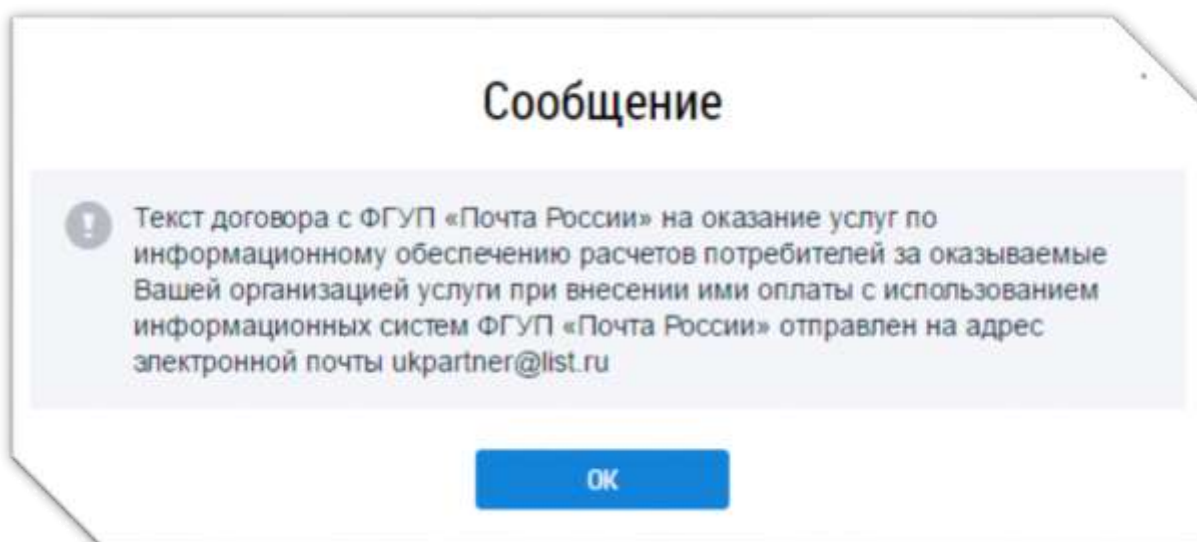 Сообщение
Текст договора с ФГУП «Почта России» на оказание услуг по
информационному обеспечению расчетов потребителей за оказываемые
Вашей организацией услуги при внесении ими оплаты с использованием
информационных систем ФГУП «Почта России» отправлен на адрес
электронной почты ukpartner@list.ru
ОК